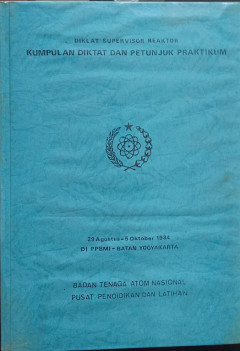 DIKLAT SUPERVISOR REAKTOR
KUMPULAN DIKTAT DAN PETUNJUK PRAKTIKUM
29 Agustus - 5 Oktober 1984
DI PPBMI - BATAN YOGYAKARTA
BADAN TENAGA ATOM NASIONAL
PUSAT PENDIDIKAN DAN LATIHAN